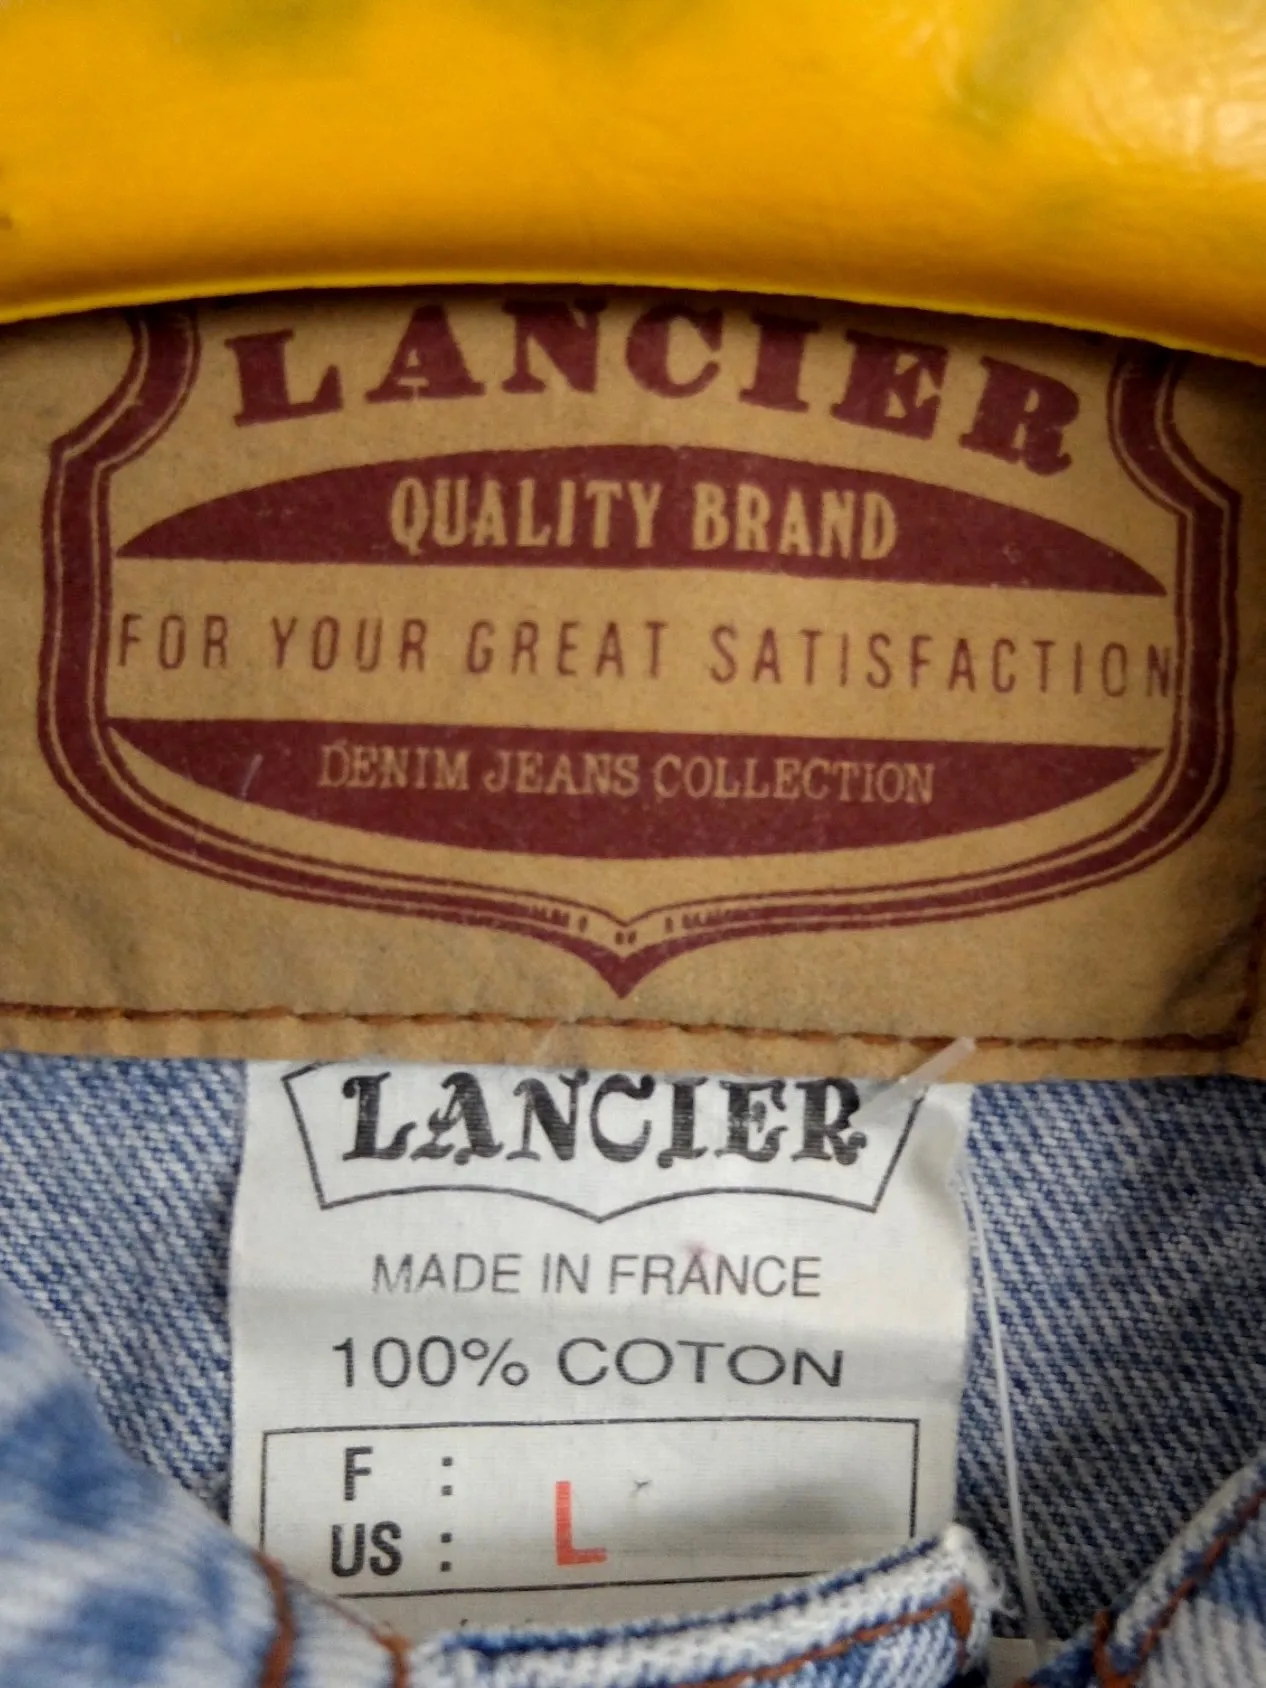 LANCIER
QUALITY BRAND
FOR YOUR GREAT SATISFACTION
DENIM JEANS COLLECTION
LANCIER
MADE IN FRANCE
100% COTON
F :
US : L